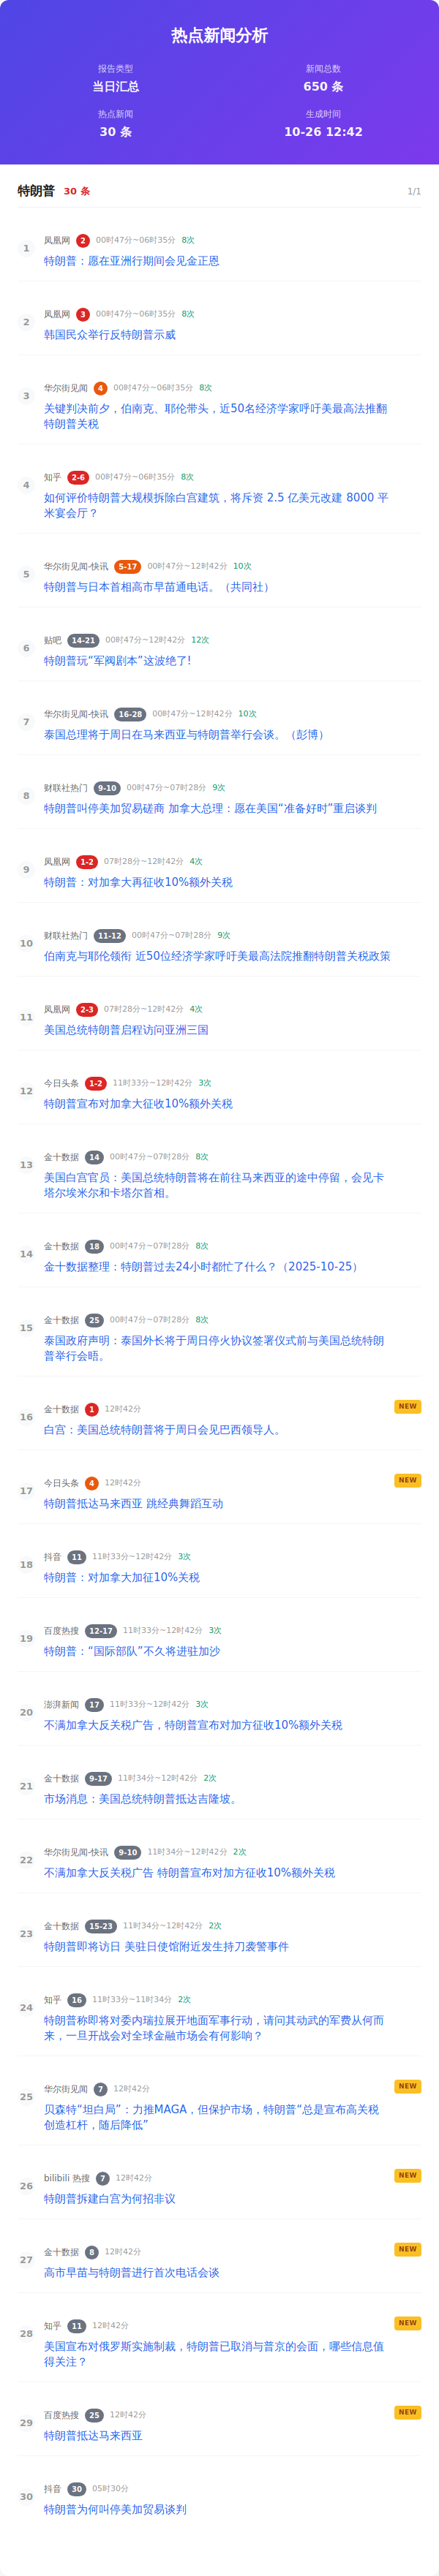 热点新闻分析
报告类型
当日汇总
新闻总数
650 条
热点新闻
30 条
生成时间
10-26 12:42
特朗普 30 条 1/1
1 凤凰网 2 00时47分~06时35分 8次
特朗普：愿在亚洲行期间会见金正恩
2 凤凰网 3 00时47分~06时35分 8次
韩国民众举行反特朗普示威
3 华尔街见闻 4 00时47分~06时35分 8次
关键判决前夕，伯南克、耶伦带头，近50名经济学家呼吁美最高法推翻
特朗普关税
4 知乎 2-6 00时47分~06时35分 8次
如何评价特朗普大规模拆除白宫建筑，将斥资 2.5 亿美元改建 8000 平
米宴会厅？
5 华尔街见闻-快讯 5-17 00时47分~12时42分 10次
特朗普与日本首相高市早苗通电话。（共同社）
6 贴吧 14-21 00时47分~12时42分 12次
特朗普玩“军阀剧本”这波绝了!
7 华尔街见闻-快讯 16-28 00时47分~12时42分 10次
泰国总理将于周日在马来西亚与特朗普举行会谈。（彭博）
8 财联社热门 9-10 00时47分~07时28分 9次
特朗普叫停美加贸易磋商 加拿大总理：愿在美国“准备好时”重启谈判
9 凤凰网 1-2 07时28分~12时42分 4次
特朗普：对加拿大再征收10%额外关税
10 财联社热门 11-12 00时47分~07时28分 9次
伯南克与耶伦领衔 近50位经济学家呼吁美最高法院推翻特朗普关税政策
11 凤凰网 2-3 07时28分~12时42分 4次
美国总统特朗普启程访问亚洲三国
12 今日头条 1-2 11时33分~12时42分 3次
特朗普宣布对加拿大征收10%额外关税
13 金十数据 14 00时47分~07时28分 8次
美国白宫官员：美国总统特朗普将在前往马来西亚的途中停留，会见卡
塔尔埃米尔和卡塔尔首相。
14 金十数据 18 00时47分~07时28分 8次
金十数据整理：特朗普过去24小时都忙了什么？（2025-10-25）
15 金十数据 25 00时47分~07时28分 8次
泰国政府声明：泰国外长将于周日停火协议签署仪式前与美国总统特朗
普举行会晤。
16 金十数据 1 12时42分 NEW
白宫：美国总统特朗普将于周日会见巴西领导人。
17 今日头条 4 12时42分 NEW
特朗普抵达马来西亚 跳经典舞蹈互动
18 抖音 11 11时33分~12时42分 3次
特朗普：对加拿大加征10%关税
19 百度热搜 12-17 11时33分~12时42分 3次
特朗普：“国际部队”不久将进驻加沙
20 澎湃新闻 17 11时33分~12时42分 3次
不满加拿大反关税广告，特朗普宣布对加方征收10%额外关税
21 金十数据 9-17 11时34分~12时42分 2次
市场消息：美国总统特朗普抵达吉隆坡。
22 华尔街见闻-快讯 9-10 11时34分~12时42分 2次
不满加拿大反关税广告 特朗普宣布对加方征收10%额外关税
23 金十数据 15-23 11时34分~12时42分 2次
特朗普即将访日 美驻日使馆附近发生持刀袭警事件
24 知乎 16 11时33分~11时34分 2次
特朗普称即将对委内瑞拉展开地面军事行动，请问其动武的军费从何而
来，一旦开战会对全球金融市场会有何影响？
25 华尔街见闻 7 12时42分 NEW
贝森特“坦白局”：力推MAGA，但保护市场，特朗普“总是宣布高关税
创造杠杆，随后降低”
26 bilibili 热搜 7 12时42分 NEW
特朗普拆建白宫为何招非议
27 金十数据 8 12时42分 NEW
高市早苗与特朗普进行首次电话会谈
28 知乎 11 12时42分 NEW
美国宣布对俄罗斯实施制裁，特朗普已取消与普京的会面，哪些信息值
得关注？
29 百度热搜 25 12时42分 NEW
特朗普抵达马来西亚
30 抖音 30 05时30分
特朗普为何叫停美加贸易谈判